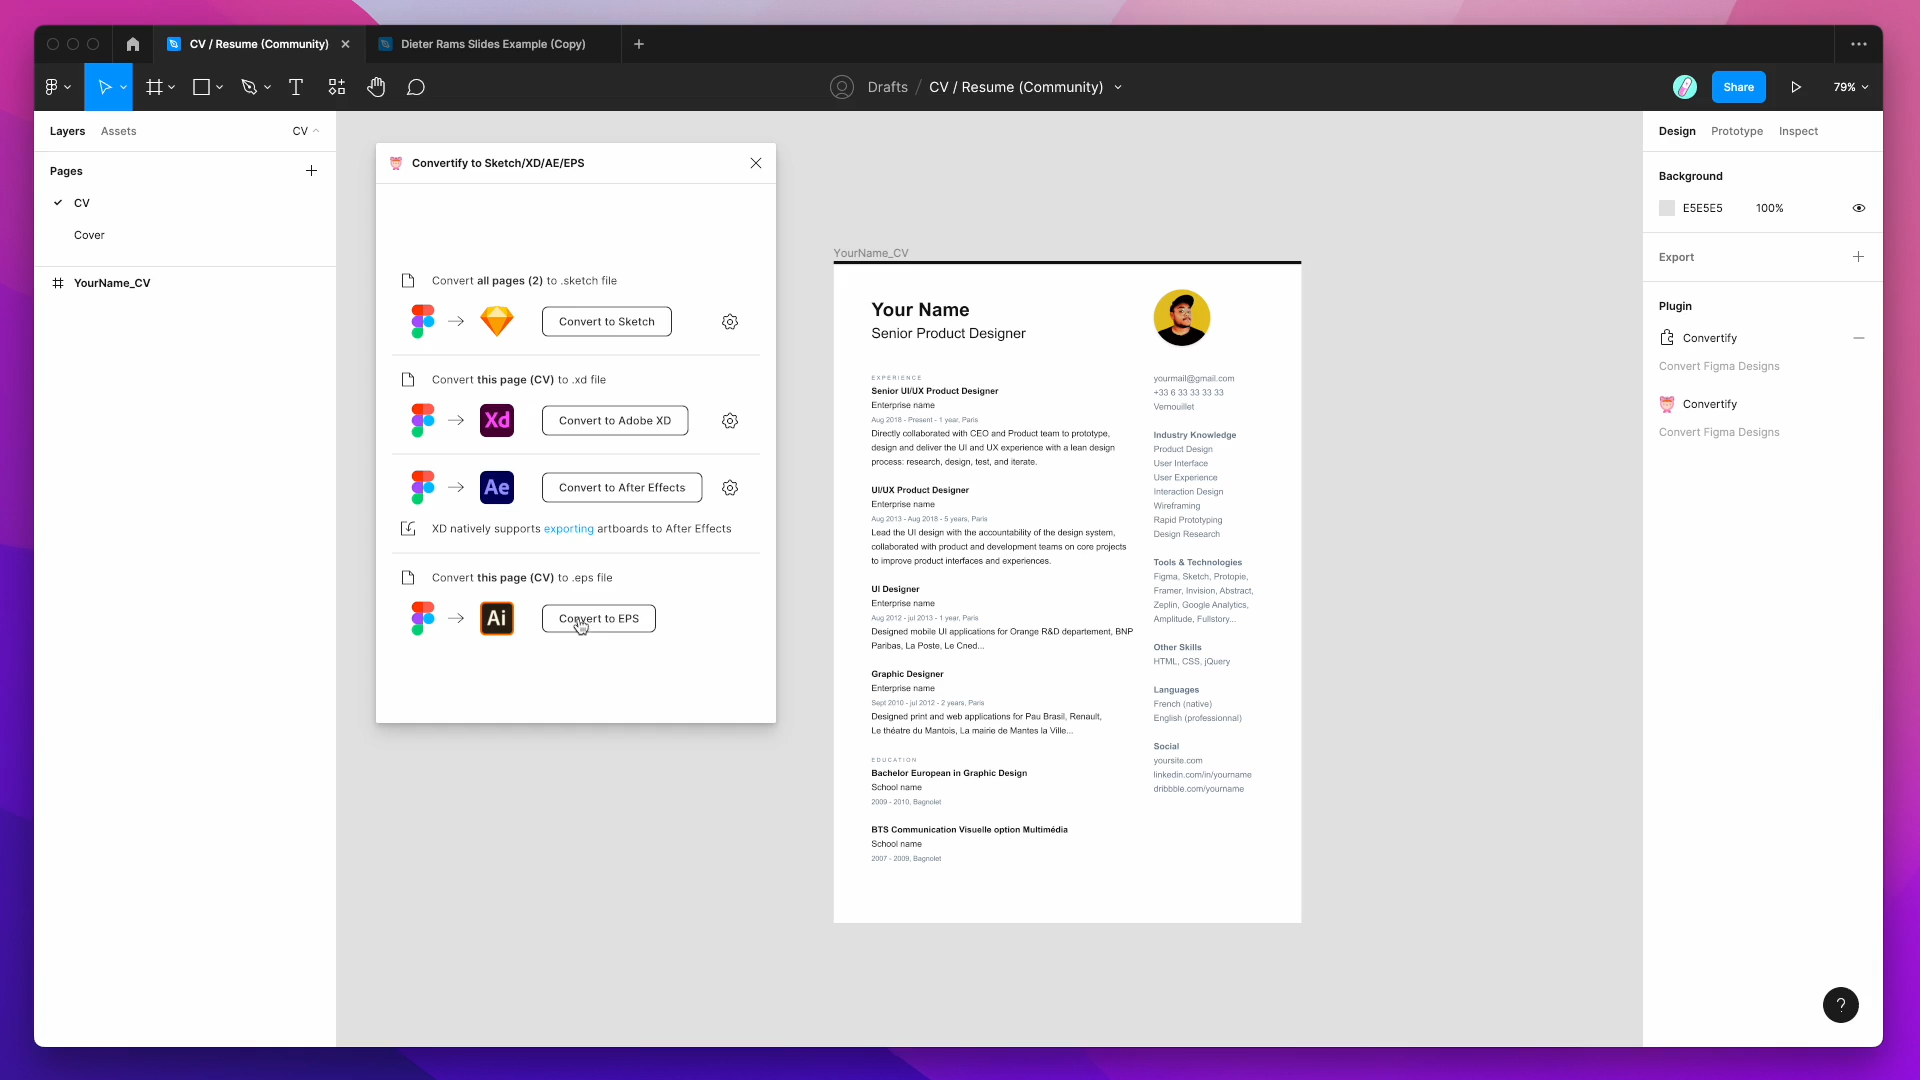 CV / Resume (Community)
Dieter Rams Slides Example (Copy)
Drafts / CV / Resume (Community)
Share
79%
Layers
Assets
CV
Pages
CV
Cover
YourName_CV
Convertify to Sketch/XD/AE/EPS
Convert all pages (2) to .sketch file
Convert to Sketch
Convert this page (CV) to .xd file
Xd
Convert to Adobe XD
Ae
Convert to After Effects
XD natively supports exporting artboards to After Effects
Convert this page (CV) to .eps file
Ai
Convert to EPS
YourName_CV
Your Name
Senior Product Designer
EXPERIENCE
Senior UI/UX Product Designer
Enterprise name
Aug 2018 - Present - 1 year, Paris
Directly collaborated with CEO and Product team to prototype,
design and deliver the UI and UX experience with a lean design
process: research, design, test, and iterate.
UI/UX Product Designer
Enterprise name
Aug 2013 - Aug 2018 - 5 years, Paris
Lead the UI design with the accountability of the design system,
collaborated with product and development teams on core projects
to improve product interfaces and experiences.
UI Designer
Enterprise name
Aug 2012 - jul 2013 - 1 year, Paris
Designed mobile UI applications for Orange R&D departement, BNP
Paribas, La Poste, Le Cned...
Graphic Designer
Enterprise name
Sept 2010 - jul 2012 - 2 years, Paris
Designed print and web applications for Pau Brasil, Renault,
Le théatre du Mantois, La mairie de Mantes la Ville...
EDUCATION
Bachelor European in Graphic Design
School name
2009 - 2010, Bagnolet
BTS Communication Visuelle option Multimédia
School name
2007 - 2009, Bagnolet
yourmail@gmail.com
+33 6 33 33 33 33
Vernouillet
Industry Knowledge
Product Design
User Interface
User Experience
Interaction Design
Wireframing
Rapid Prototyping
Design Research
Tools & Technologies
Figma, Sketch, Protopie,
Framer, Invision, Abstract,
Zeplin, Google Analytics,
Amplitude, Fullstory...
Other Skills
HTML, CSS, jQuery
Languages
French (native)
English (professionnal)
Social
yoursite.com
linkedin.com/in/yourname
dribbble.com/yourname
Design
Prototype
Inspect
Background
E5E5E5
100%
Export
Plugin
Convertify
Convert Figma Designs
Convertify
Convert Figma Designs
?